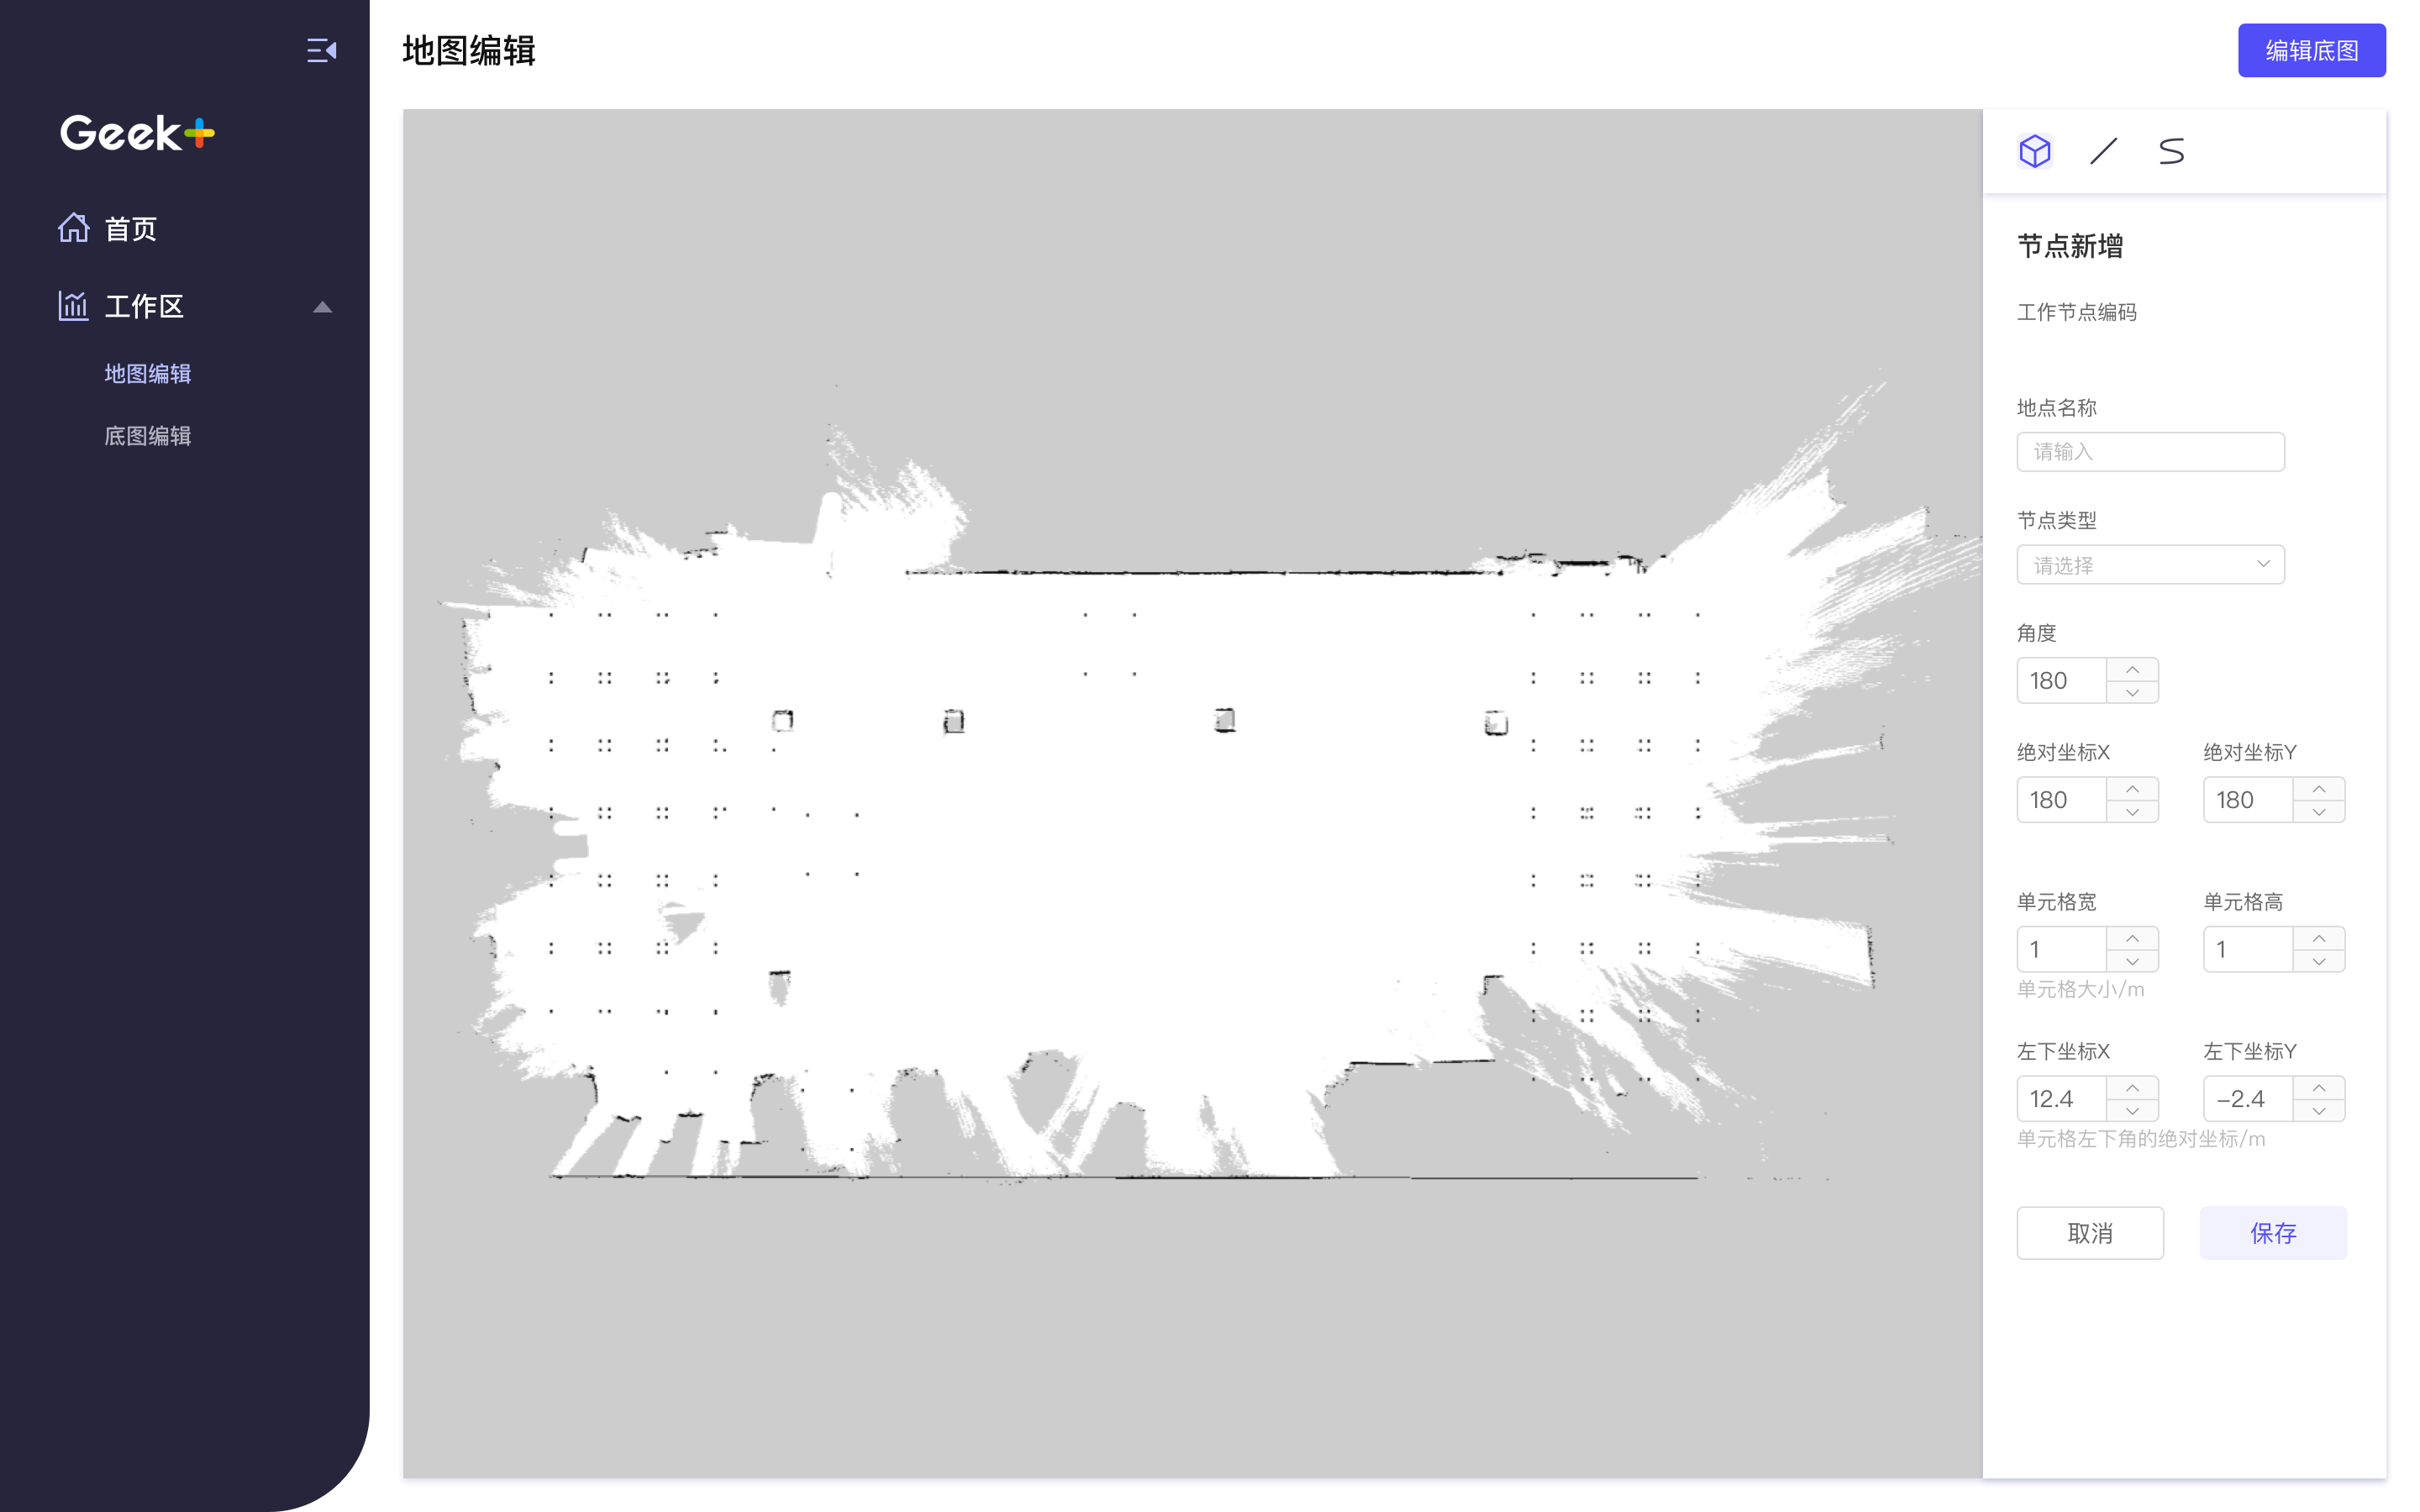 Geek+
首页
工作区
地图编辑
底图编辑
地图编辑
编辑底图
节点新增
工作节点编码
地点名称
请输入
节点类型
请选择
角度
180
绝对坐标X 绝对坐标Y
180 180
单元格宽 单元格高
1 1
单元格大小/m
左下坐标X 左下坐标Y
12.4 -2.4
单元格左下角的绝对坐标/m
取消 保存